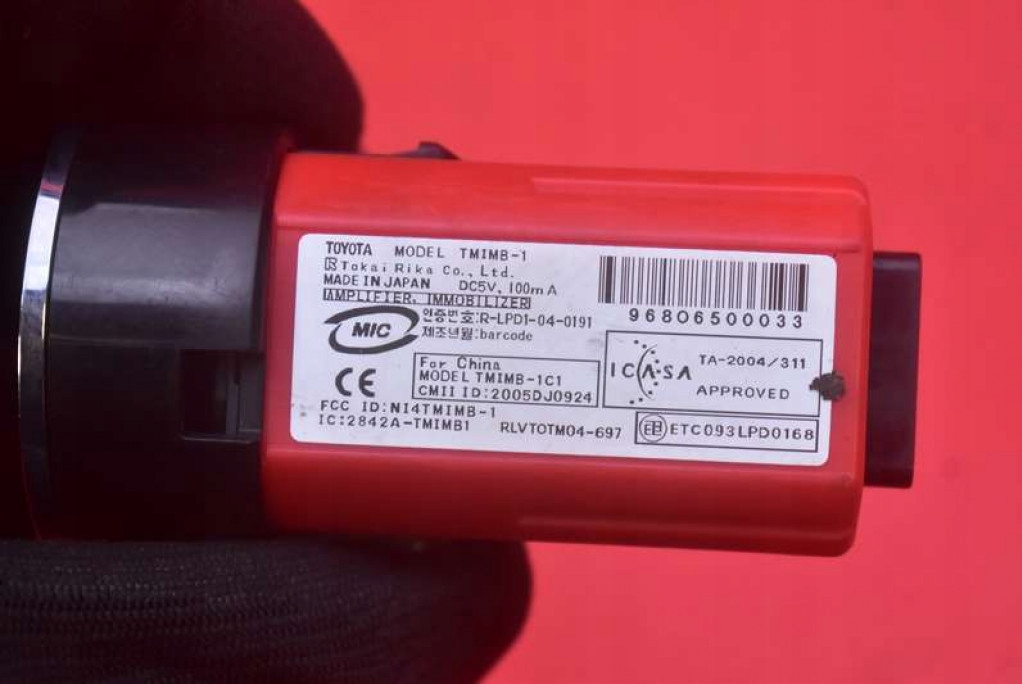 TOYOTA MODEL TMIMB-1
Tokai Rika Co., Ltd.
MADE IN JAPAN DC5V, 100mA
AMPLIFIER, IMMOBILIZER
MIC
인증번호:R-LPD1-04-0191
제조년월:barcode
CE
For China
MODEL TMIMB-1C1
CMII ID:2005DJ0924
FCC ID:NI4TMIMB-1
IC:2842A-TMIMB1
RLVTOTM04-697
96806500033
ICASA
TA-2004/311
APPROVED
ETC093LPD0168